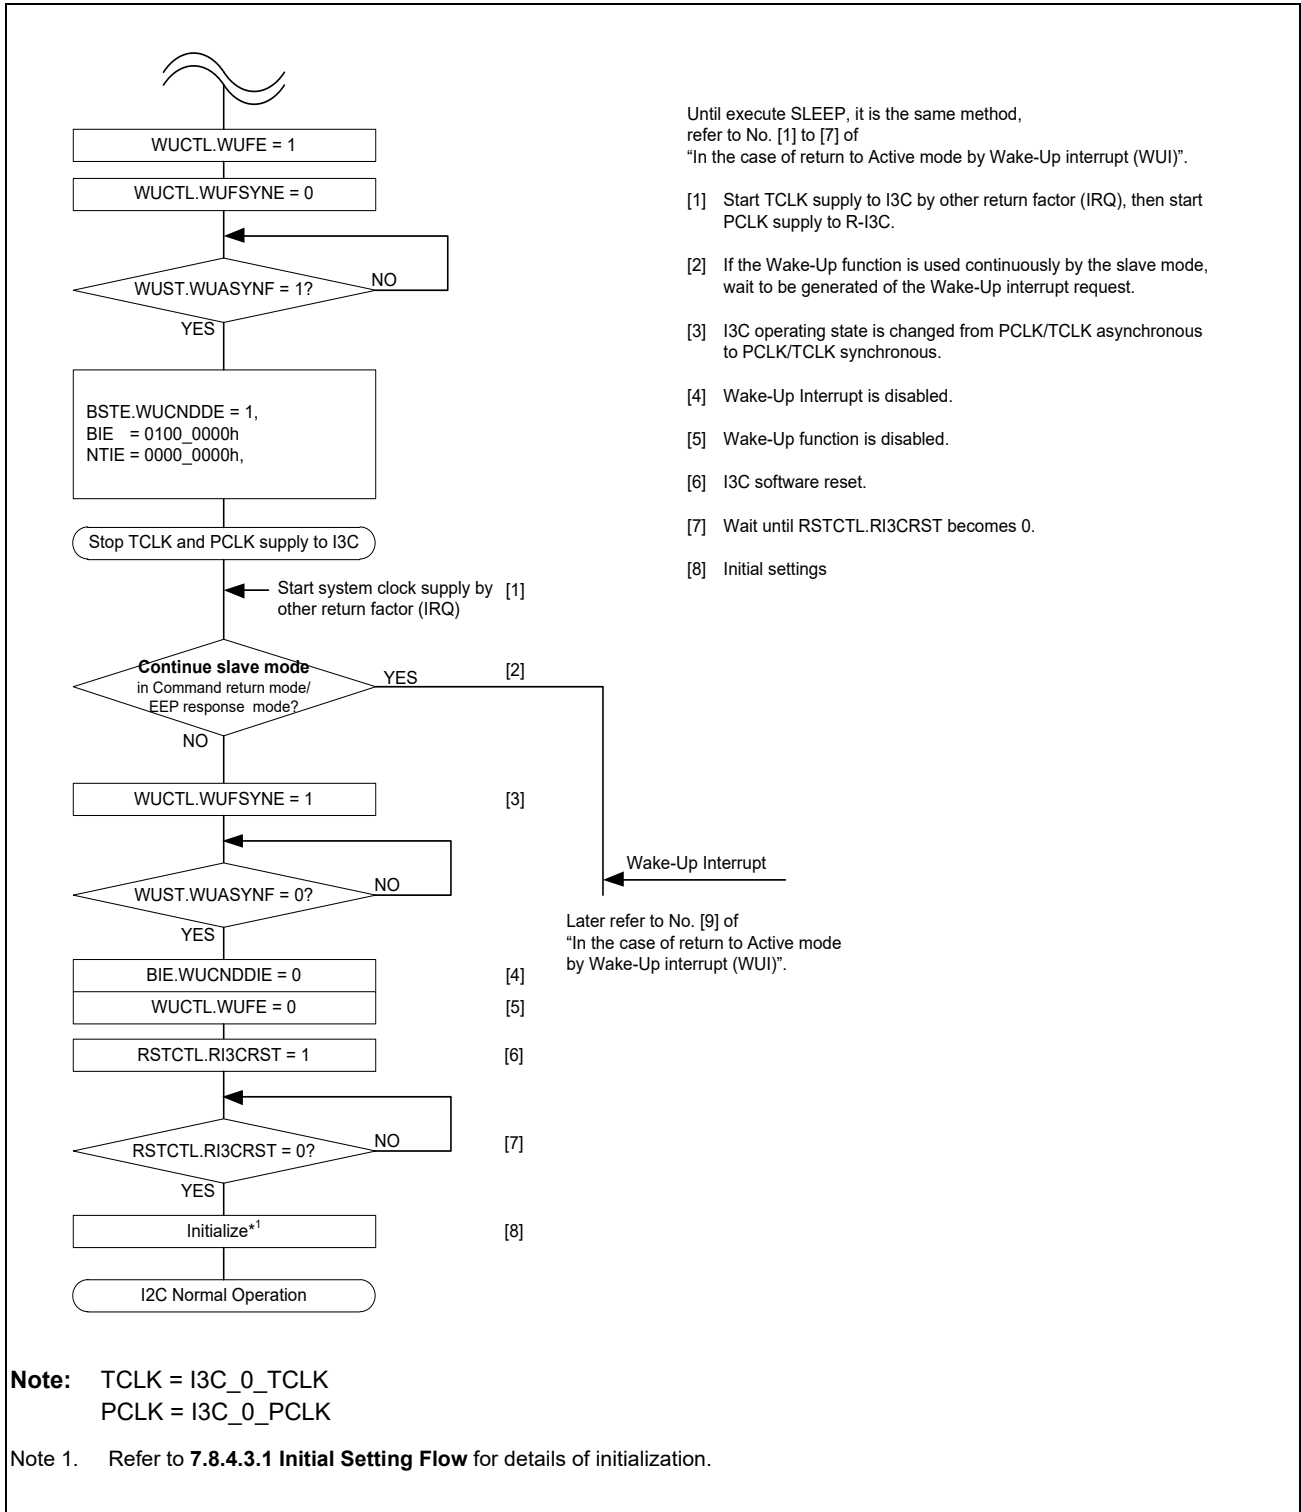 WUCTL.WUFE = 1
WUCTL.WUFSYNE = 0
WUST.WUASYNF = 1?
NO
YES
BSTE.WUCNDDE = 1,
BIE = 0100_0000h
NTIE = 0000_0000h,
Stop TCLK and PCLK supply to I3C
Start system clock supply by
other return factor (IRQ)
[1]
Continue slave mode
in Command return mode/
EEP response mode?
YES
[2]
NO
WUCTL.WUFSYNE = 1
[3]
WUST.WUASYNF = 0?
NO
YES
Wake-Up Interrupt
Later refer to No. [9] of
“In the case of return to Active mode
by Wake-Up interrupt (WUI)”.
BIE.WUCNDDIE = 0
[4]
WUCTL.WUFE = 0
[5]
RSTCTL.RI3CRST = 1
[6]
RSTCTL.RI3CRST = 0?
NO
[7]
YES
Initialize*1
[8]
I2C Normal Operation
Until execute SLEEP, it is the same method,
refer to No. [1] to [7] of
“In the case of return to Active mode by Wake-Up interrupt (WUI)”.
[1] Start TCLK supply to I3C by other return factor (IRQ), then start
PCLK supply to R-I3C.
[2] If the Wake-Up function is used continuously by the slave mode,
wait to be generated of the Wake-Up interrupt request.
[3] I3C operating state is changed from PCLK/TCLK asynchronous
to PCLK/TCLK synchronous.
[4] Wake-Up Interrupt is disabled.
[5] Wake-Up function is disabled.
[6] I3C software reset.
[7] Wait until RSTCTL.RI3CRST becomes 0.
[8] Initial settings
Note: TCLK = I3C_0_TCLK
PCLK = I3C_0_PCLK
Note 1. Refer to 7.8.4.3.1 Initial Setting Flow for details of initialization.